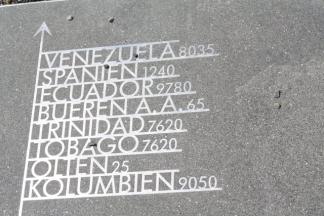 VENEZUELA 8035
SPANIEN 1240
ECUADOR 9780
BUEREN A. A. 65
TRINIDAD 7620
TOBAGO 7620
OLTEN 25
KOLUMBIEN 9050